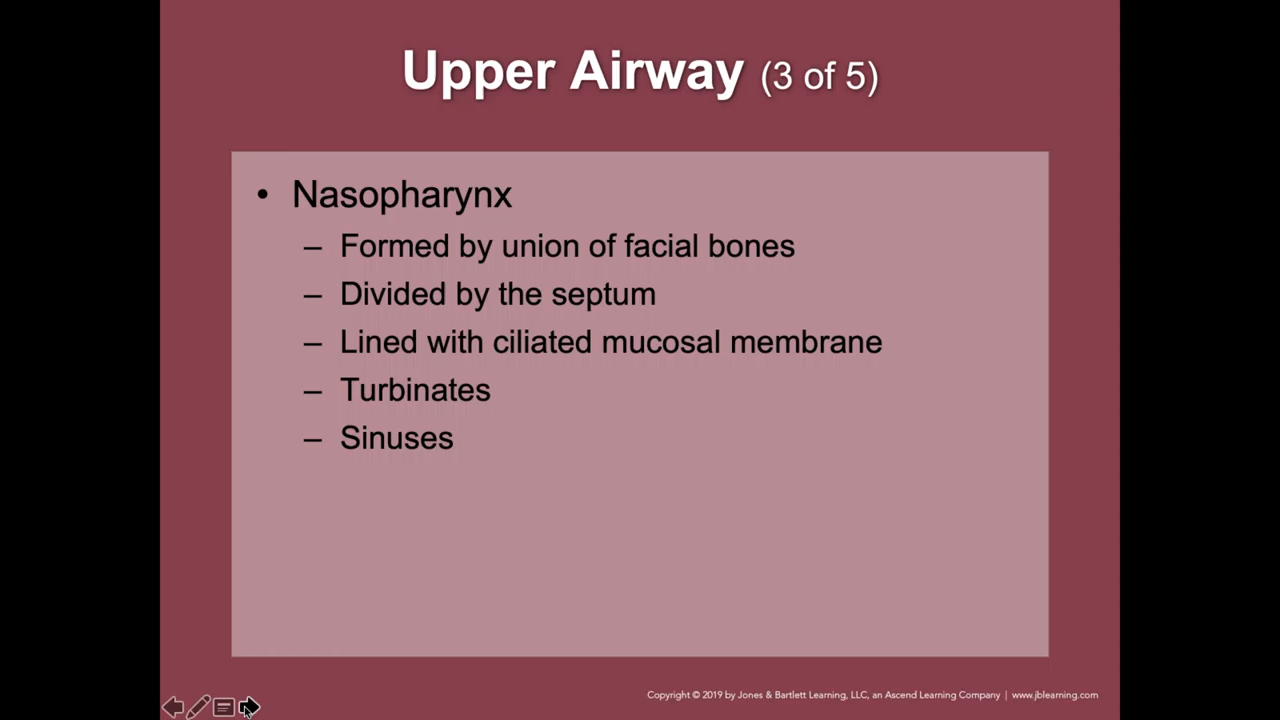 Upper Airway (3 of 5)
• Nasopharynx
– Formed by union of facial bones
– Divided by the septum
– Lined with ciliated mucosal membrane
– Turbinates
– Sinuses
Copyright © 2019 by Jones & Bartlett Learning, LLC, an Ascend Learning Company | www.jblearning.com